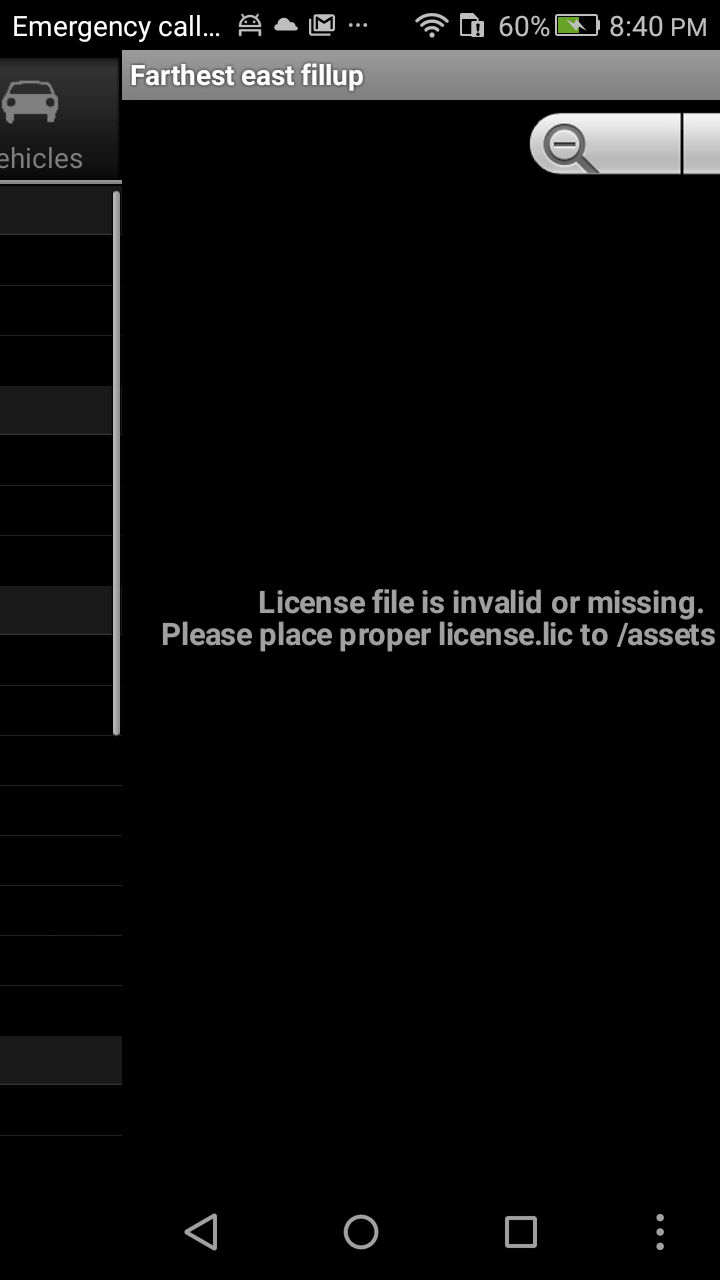 Emergency call... 60% 8:40 PM
Farthest east fillup
ehicles
License file is invalid or missing.
Please place proper license.lic to /assets